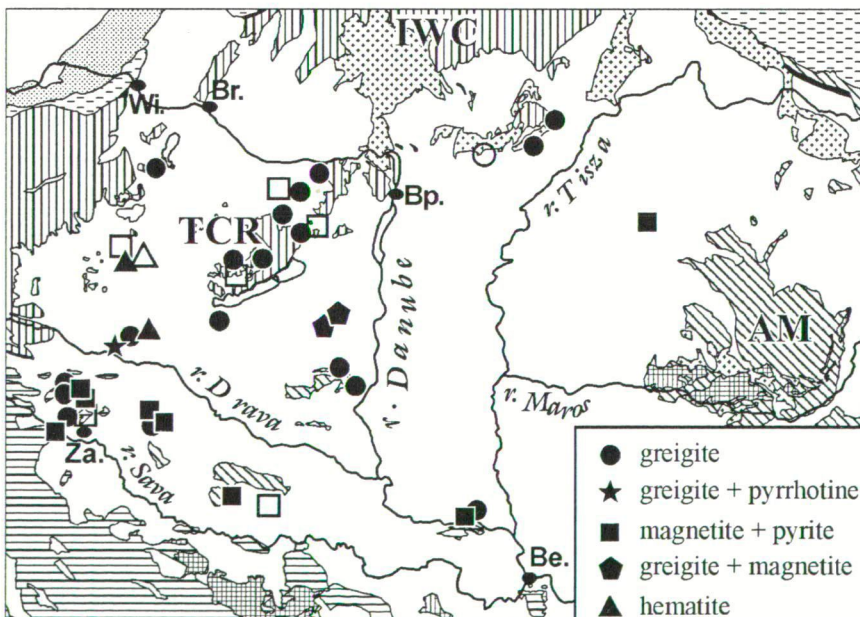 IWC
Wi.
Br.
Bp.
TCR
r. Tisza
r. Danube
AM
r. Drava
r. Maros
Za.
r. Sava
Be.
greigite
greigite + pyrrhotine
magnetite + pyrite
greigite + magnetite
hematite